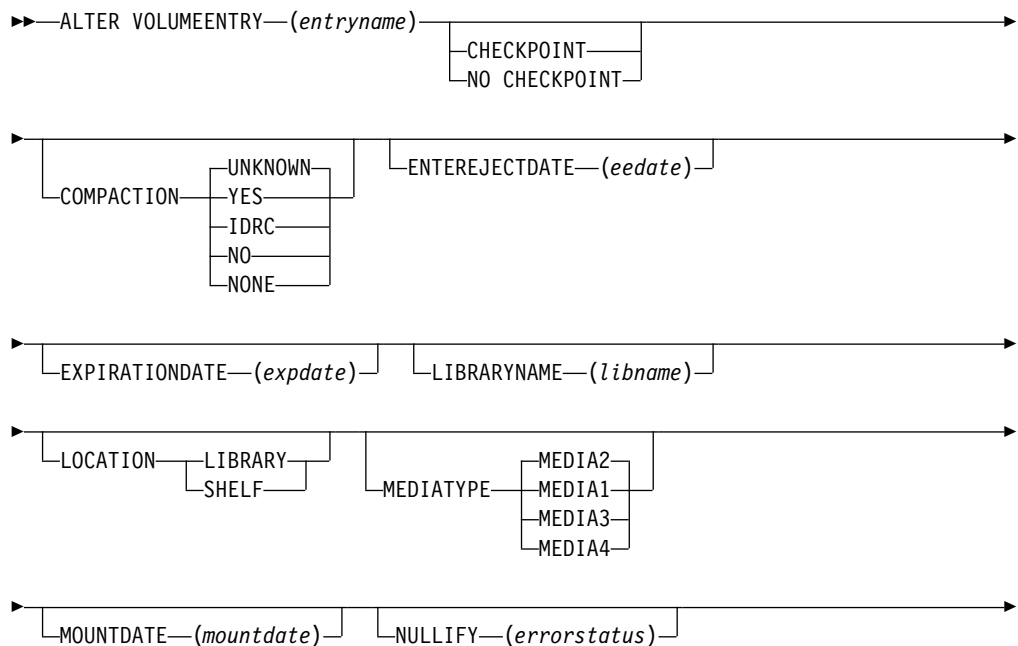 ALTER VOLUMEENTRY (entryname)
CHECKPOINT
NO CHECKPOINT
COMPACTION
UNKNOWN
YES
IDRC
NO
NONE
ENTEREJECTDATE (eedate)
EXPIRATIONDATE (expdate)
LIBRARYNAME (libname)
LOCATION
LIBRARY
SHELF
MEDIATYPE
MEDIA2
MEDIA1
MEDIA3
MEDIA4
MOUNTDATE (mountdate)
NULLIFY (errorstatus)